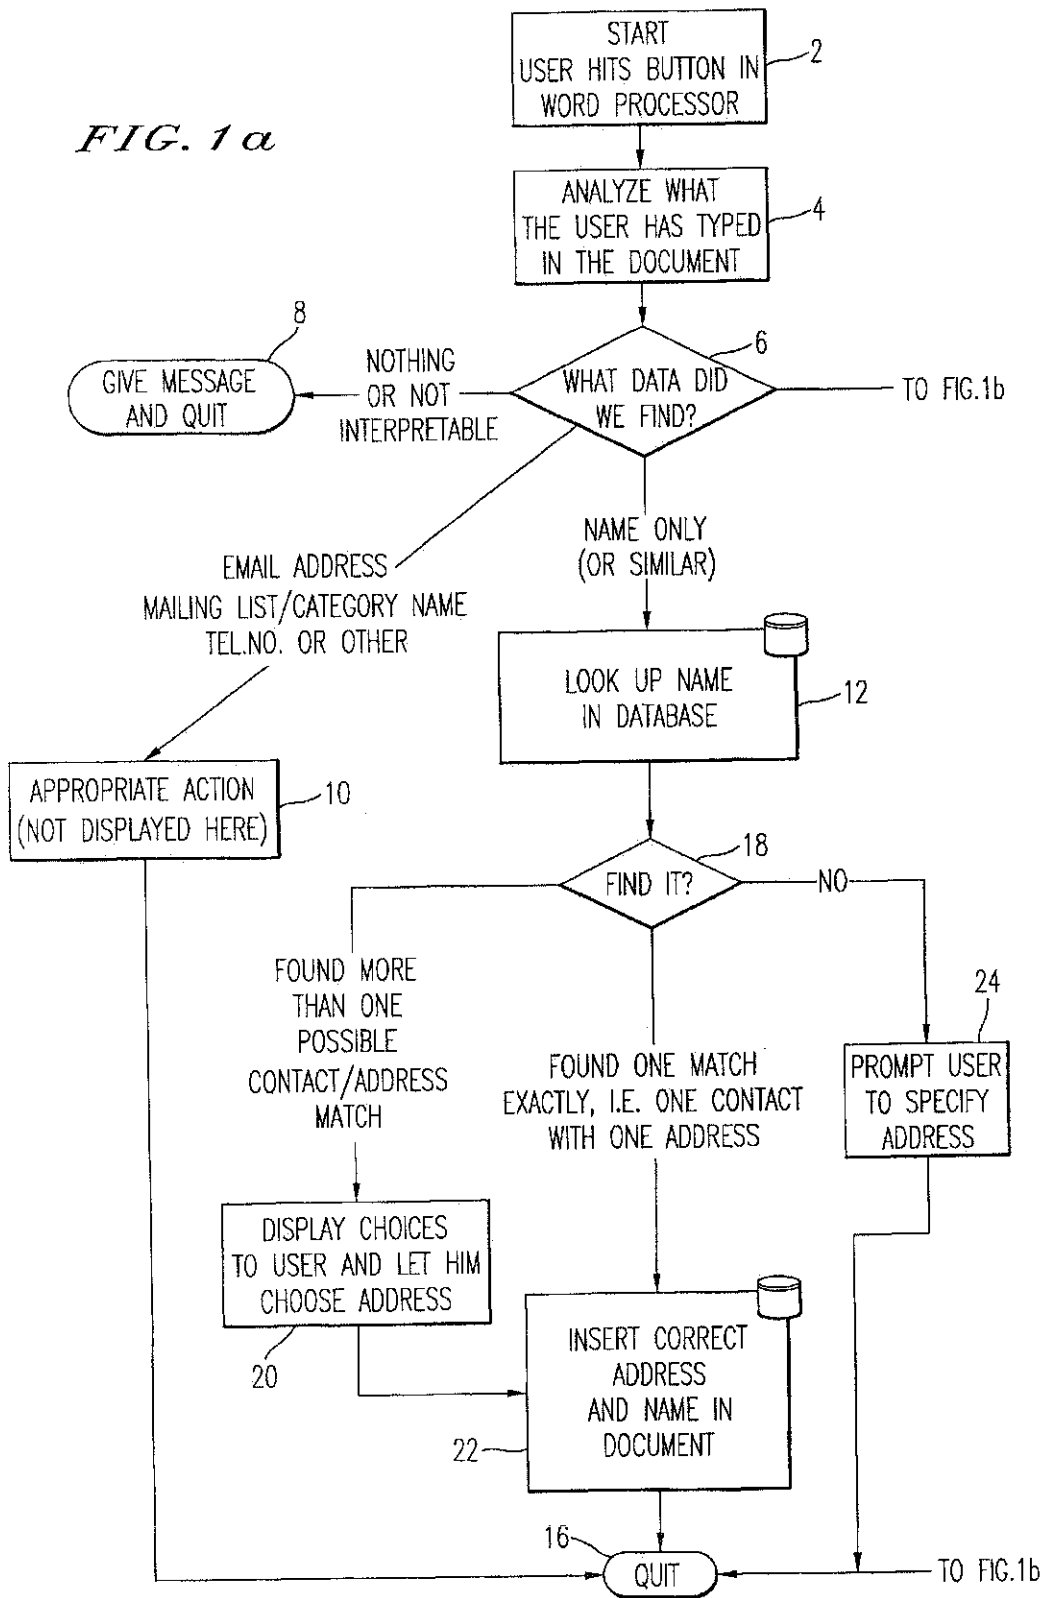 FIG. 1a
START
USER HITS BUTTON IN
WORD PROCESSOR
2
ANALYZE WHAT
THE USER HAS TYPED
IN THE DOCUMENT
4
8
GIVE MESSAGE
AND QUIT
NOTHING
OR NOT
INTERPRETABLE
6
WHAT DATA DID
WE FIND?
TO FIG.1b
NAME ONLY
(OR SIMILAR)
EMAIL ADDRESS
MAILING LIST/CATEGORY NAME
TEL.NO. OR OTHER
LOOK UP NAME
IN DATABASE
12
APPROPRIATE ACTION
(NOT DISPLAYED HERE)
10
18
FIND IT?
NO
FOUND MORE
THAN ONE
POSSIBLE
CONTACT/ADDRESS
MATCH
FOUND ONE MATCH
EXACTLY, I.E. ONE CONTACT
WITH ONE ADDRESS
24
PROMPT USER
TO SPECIFY
ADDRESS
DISPLAY CHOICES
TO USER AND LET HIM
CHOOSE ADDRESS
20
INSERT CORRECT
ADDRESS
AND NAME IN
DOCUMENT
22
16
QUIT
TO FIG.1b